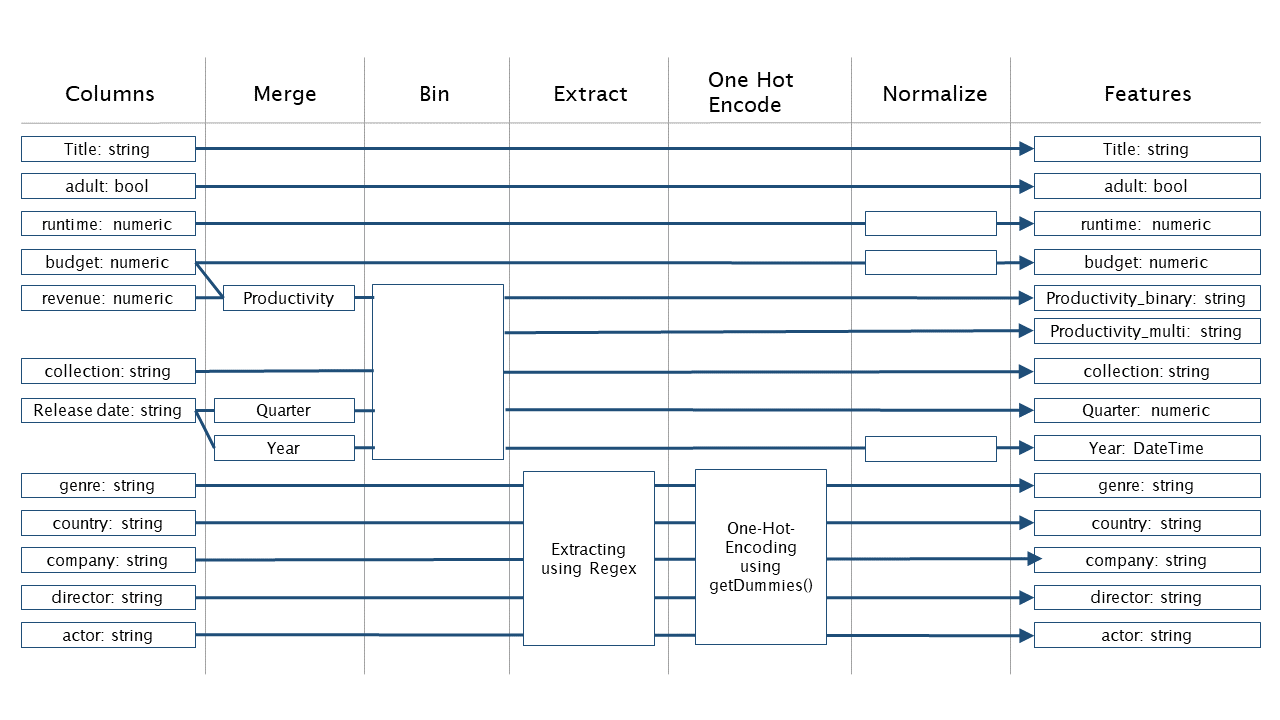 Columns
Merge
Bin
Extract
One Hot
Encode
Normalize
Features
Title: string
Title: string
adult: bool
adult: bool
runtime: numeric
runtime: numeric
budget: numeric
budget: numeric
revenue: numeric
Productivity
Productivity_binary: string
Productivity_multi: string
collection: string
collection: string
Release date: string
Quarter
Quarter: numeric
Year
Year: DateTime
genre: string
genre: string
country: string
country: string
company: string
company: string
director: string
director: string
actor: string
actor: string
Extracting
using Regex
One-Hot-
Encoding
using
getDummies()